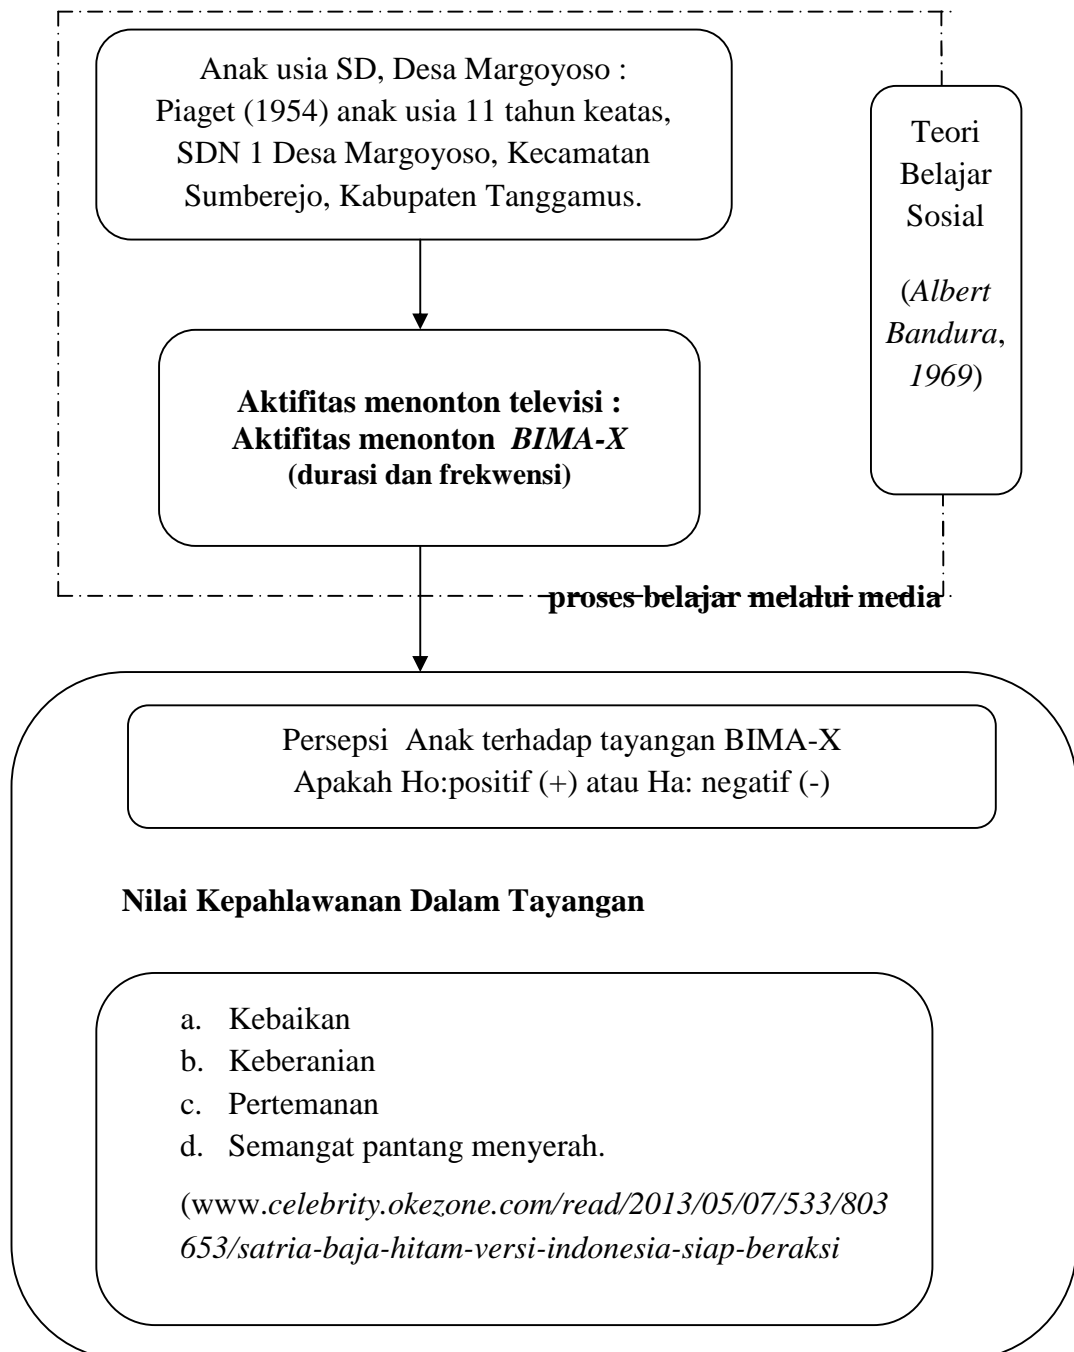 Anak usia SD, Desa Margoyoso :
Piaget (1954) anak usia 11 tahun keatas,
SDN 1 Desa Margoyoso, Kecamatan
Sumberejo, Kabupaten Tanggamus.
Teori
Belajar
Sosial
(Albert
Bandura,
1969)
Aktifitas menonton televisi :
Aktifitas menonton BIMA-X
(durasi dan frekwensi)
proses belajar melalui media
Persepsi Anak terhadap tayangan BIMA-X
Apakah Ho:positif (+) atau Ha: negatif (-)
Nilai Kepahlawanan Dalam Tayangan
a. Kebaikan
b. Keberanian
c. Pertemanan
d. Semangat pantang menyerah.
(www.celebrity.okezone.com/read/2013/05/07/533/803
653/satria-baja-hitam-versi-indonesia-siap-beraksi